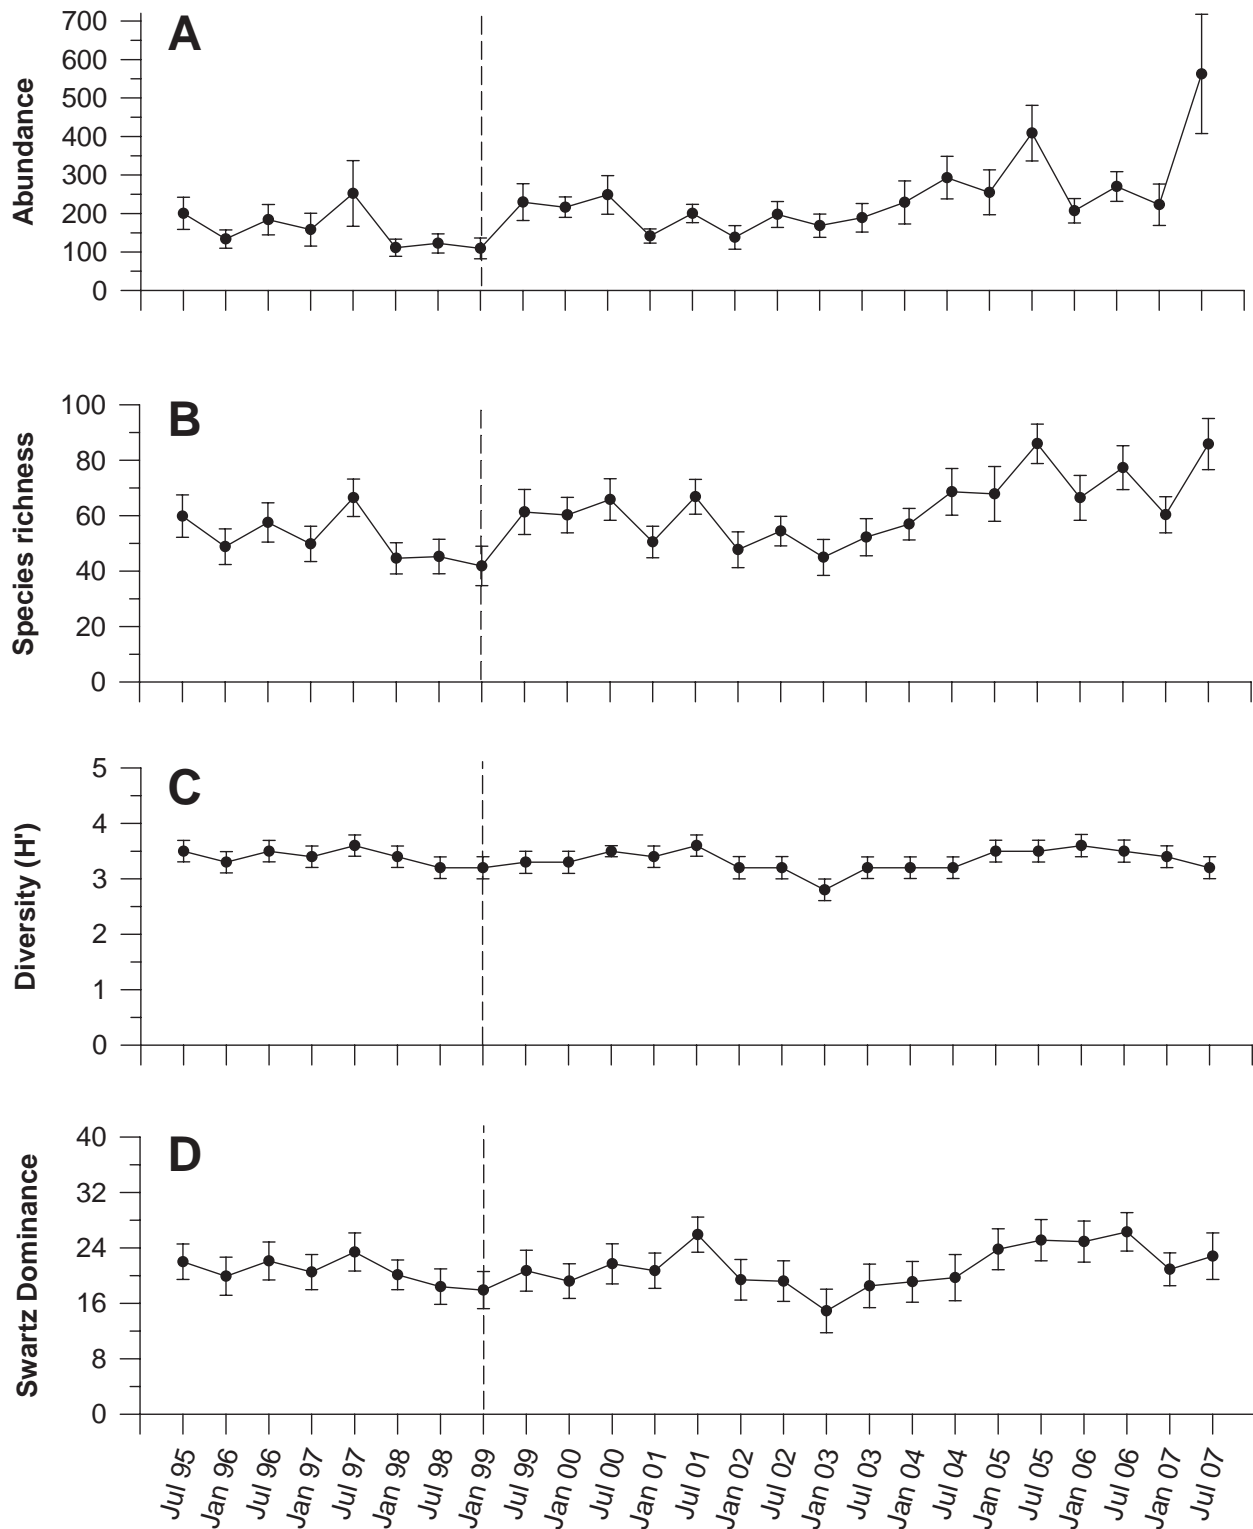 A
Abundance
700
600
500
400
300
200
100
0
B
Species richness
100
80
60
40
20
0
C
Diversity (H')
5
4
3
2
1
0
D
Swartz Dominance
40
32
24
16
8
0
Jul 95
Jan 96
Jul 96
Jan 97
Jul 97
Jan 98
Jul 98
Jan 99
Jul 99
Jan 00
Jul 00
Jan 01
Jul 01
Jan 02
Jul 02
Jan 03
Jul 03
Jan 04
Jul 04
Jan 05
Jul 05
Jan 06
Jul 06
Jan 07
Jul 07